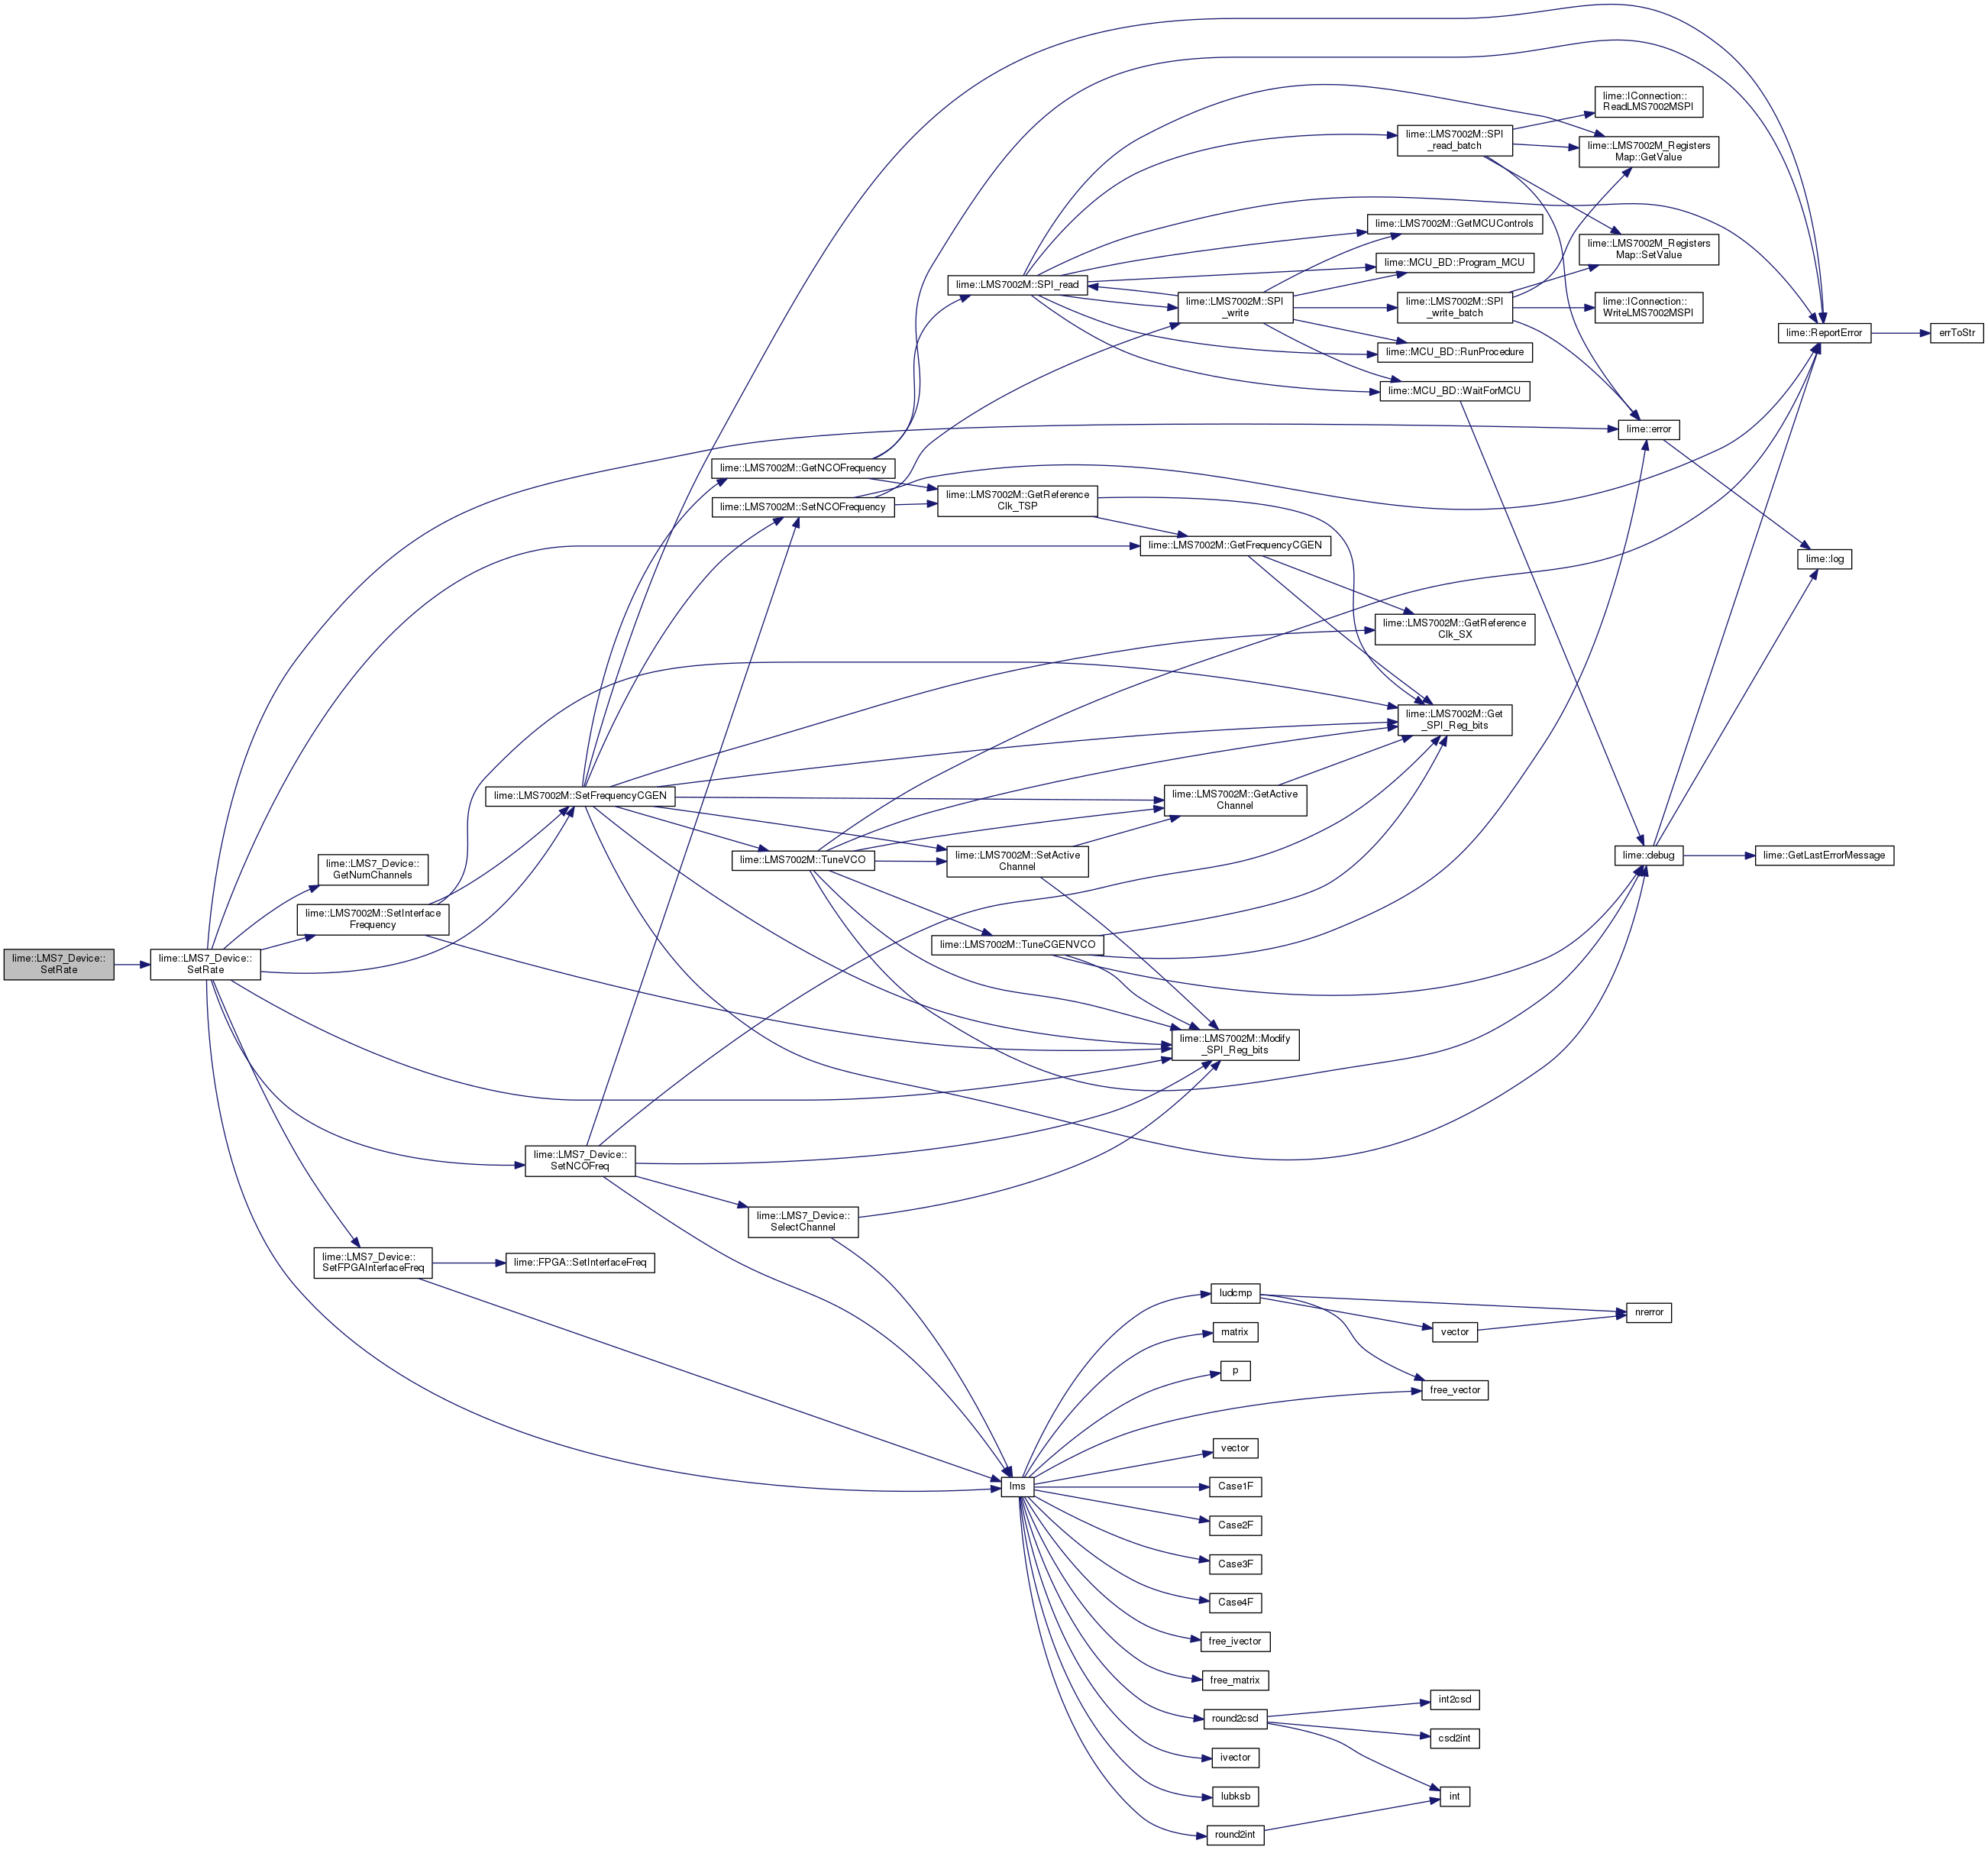 lime::IConnection::
ReadLMS7002MSPI
lime::LMS7002M::SPI
_read_batch
lime::LMS7002M_Registers
Map::GetValue
lime::LMS7002M::GetMCUControls
lime::LMS7002M_Registers
Map::SetValue
lime::MCU_BD::Program_MCU
lime::LMS7002M::SPI_read
lime::LMS7002M::SPI
_write
lime::LMS7002M::SPI
_write_batch
lime::IConnection::
WriteLMS7002MSPI
lime::ReportError
errToStr
lime::MCU_BD::RunProcedure
lime::MCU_BD::WaitForMCU
lime::error
lime::LMS7002M::GetNCOFrequency
lime::LMS7002M::SetNCOFrequency
lime::LMS7002M::GetReference
Clk_TSP
lime::LMS7002M::GetFrequencyCGEN
lime::log
lime::LMS7002M::GetReference
Clk_SX
lime::LMS7002M::Get
_SPI_Reg_bits
lime::LMS7002M::SetFrequencyCGEN
lime::LMS7002M::GetActive
Channel
lime::LMS7002M::TuneVCO
lime::LMS7002M::SetActive
Channel
lime::debug
lime::GetLastErrorMessage
lime::LMS7_Device::
GetNumChannels
lime::LMS7002M::SetInterface
Frequency
lime::LMS7002M::TuneCGENVCO
lime::LMS7_Device::
SetRate
lime::LMS7_Device::
SetRate
lime::LMS7002M::Modify
_SPI_Reg_bits
lime::LMS7_Device::
SetNCOFreq
lime::LMS7_Device::
SelectChannel
lime::LMS7_Device::
SetFPGAInterfaceFreq
lime::FPGA::SetInterfaceFreq
ludcmp
nrerror
matrix
vector
p
free_vector
vector
lms
Case1F
Case2F
Case3F
Case4F
free_ivector
free_matrix
int2csd
round2csd
csd2int
ivector
lubksb
int
round2int